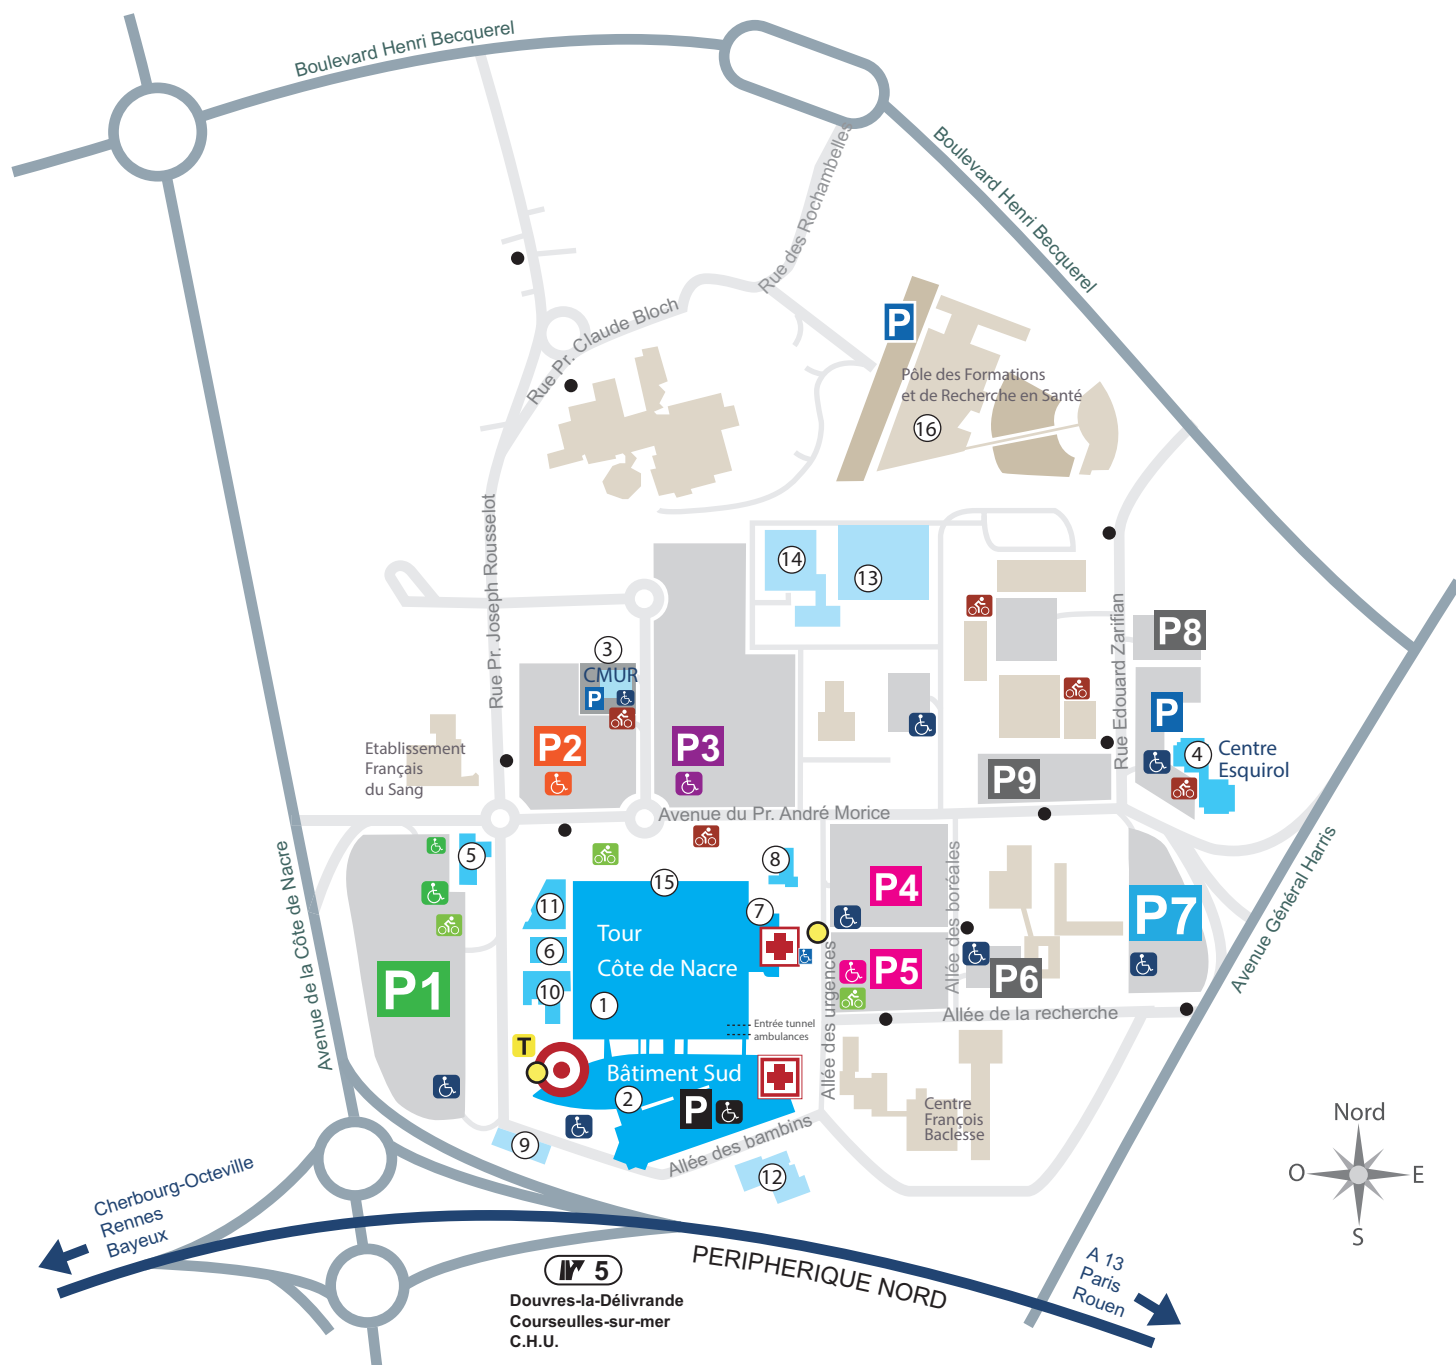 Boulevard Henri Becquerel
Boulevard Henri Becquerel
Rue des Rochambelles
Rue Pr. Claude Bloch
P
Pôle des Formations
et de Recherche en Santé
16
Rue Pr. Joseph Rousselot
14
13
Rue Edouard Zarifian
P8
3
CMUR
P
P2
P3
Etablissement
Français
du Sang
P
4
Centre
Esquirol
P9
Avenue du Pr. André Morice
Avenue de la Côte de Nacre
Avenue Général Harris
5
8
15
11
7
P4
Allée des boréales
P7
Tour
Côte de Nacre
6
10
1
P1
P5
P6
Allée des urgences
Allée de la recherche
Entrée tunnel
ambulances
T
Bâtiment Sud
2
P
Centre
François
Baclesse
9
Allée des bambins
12
Nord
O
E
S
Cherbourg-Octeville
Rennes
Bayeux
PERIPHERIQUE NORD
A 13
Paris
Rouen
5
Douvres-la-Délivrande
Courseulles-sur-mer
C.H.U.